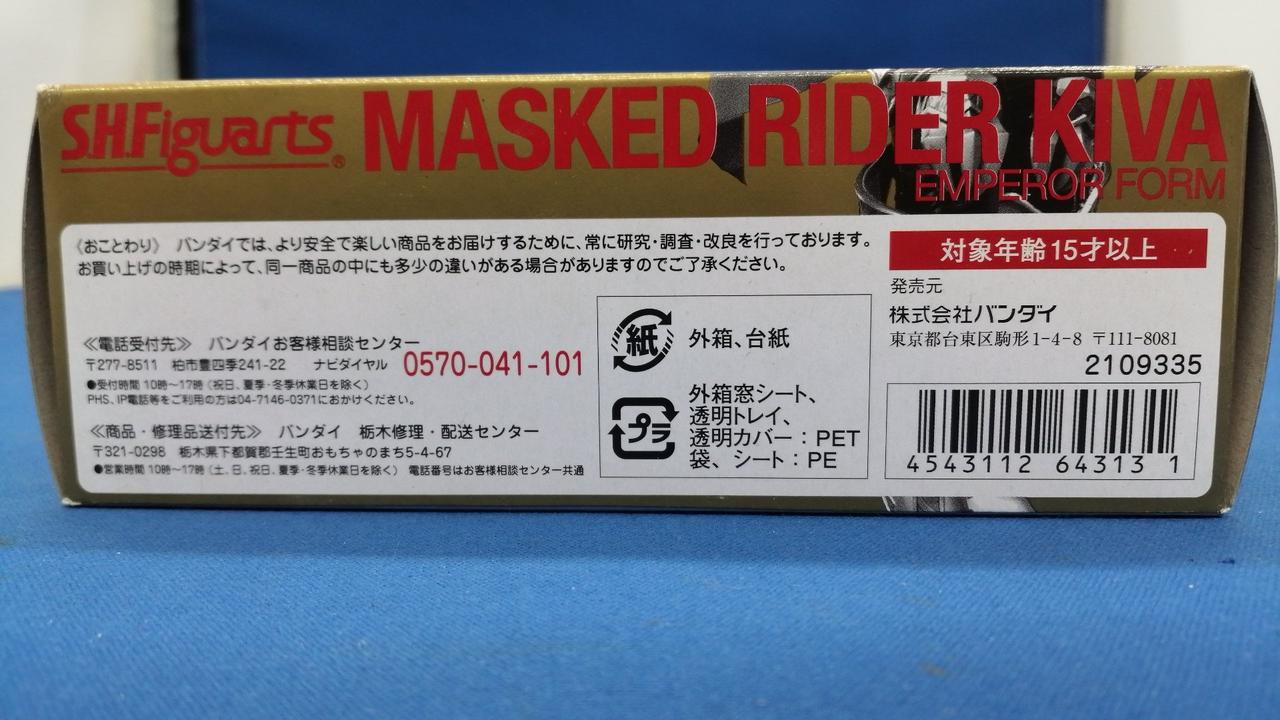 S.H.Figuarts® MASKED RIDER KIVA
EMPEROR FORM
《おことわり》 バンダイでは、より安全で楽しい商品をお届けするために、常に研究・調査・改良を行っております。
お買い上げの時期によって、同一商品の中にも多少の違いがある場合がありますのでご了承ください。
≪電話受付先≫ バンダイお客様相談センター
〒277-8511 柏市豊四季241-22 ナビダイヤル 0570-041-101
●受付時間 10時〜17時 (祝日、夏季・冬季休業日を除く)
PHS、IP電話等をご利用の方は04-7146-0371におかけください。
≪商品・修理品送付先≫ バンダイ 栃木修理・配送センター
〒321-0298 栃木県下都賀郡壬生町おもちゃのまち5-4-67
●営業時間 10時〜17時 (土、日、祝日、夏季・冬季休業日を除く) 電話番号はお客様相談センター共通
紙 外箱、台紙
プラ
外箱窓シート、
透明トレイ、
透明カバー：PET
袋、シート：PE
対象年齢15才以上
発売元
株式会社バンダイ
東京都台東区駒形1-4-8 〒111-8081
2109335
4543112 64313 1